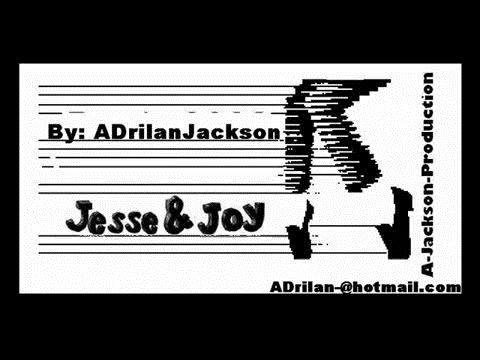 By: ADrilanJackson
Jesse & Joy
A-Jackson-Production
ADrilan-@hotmail.com